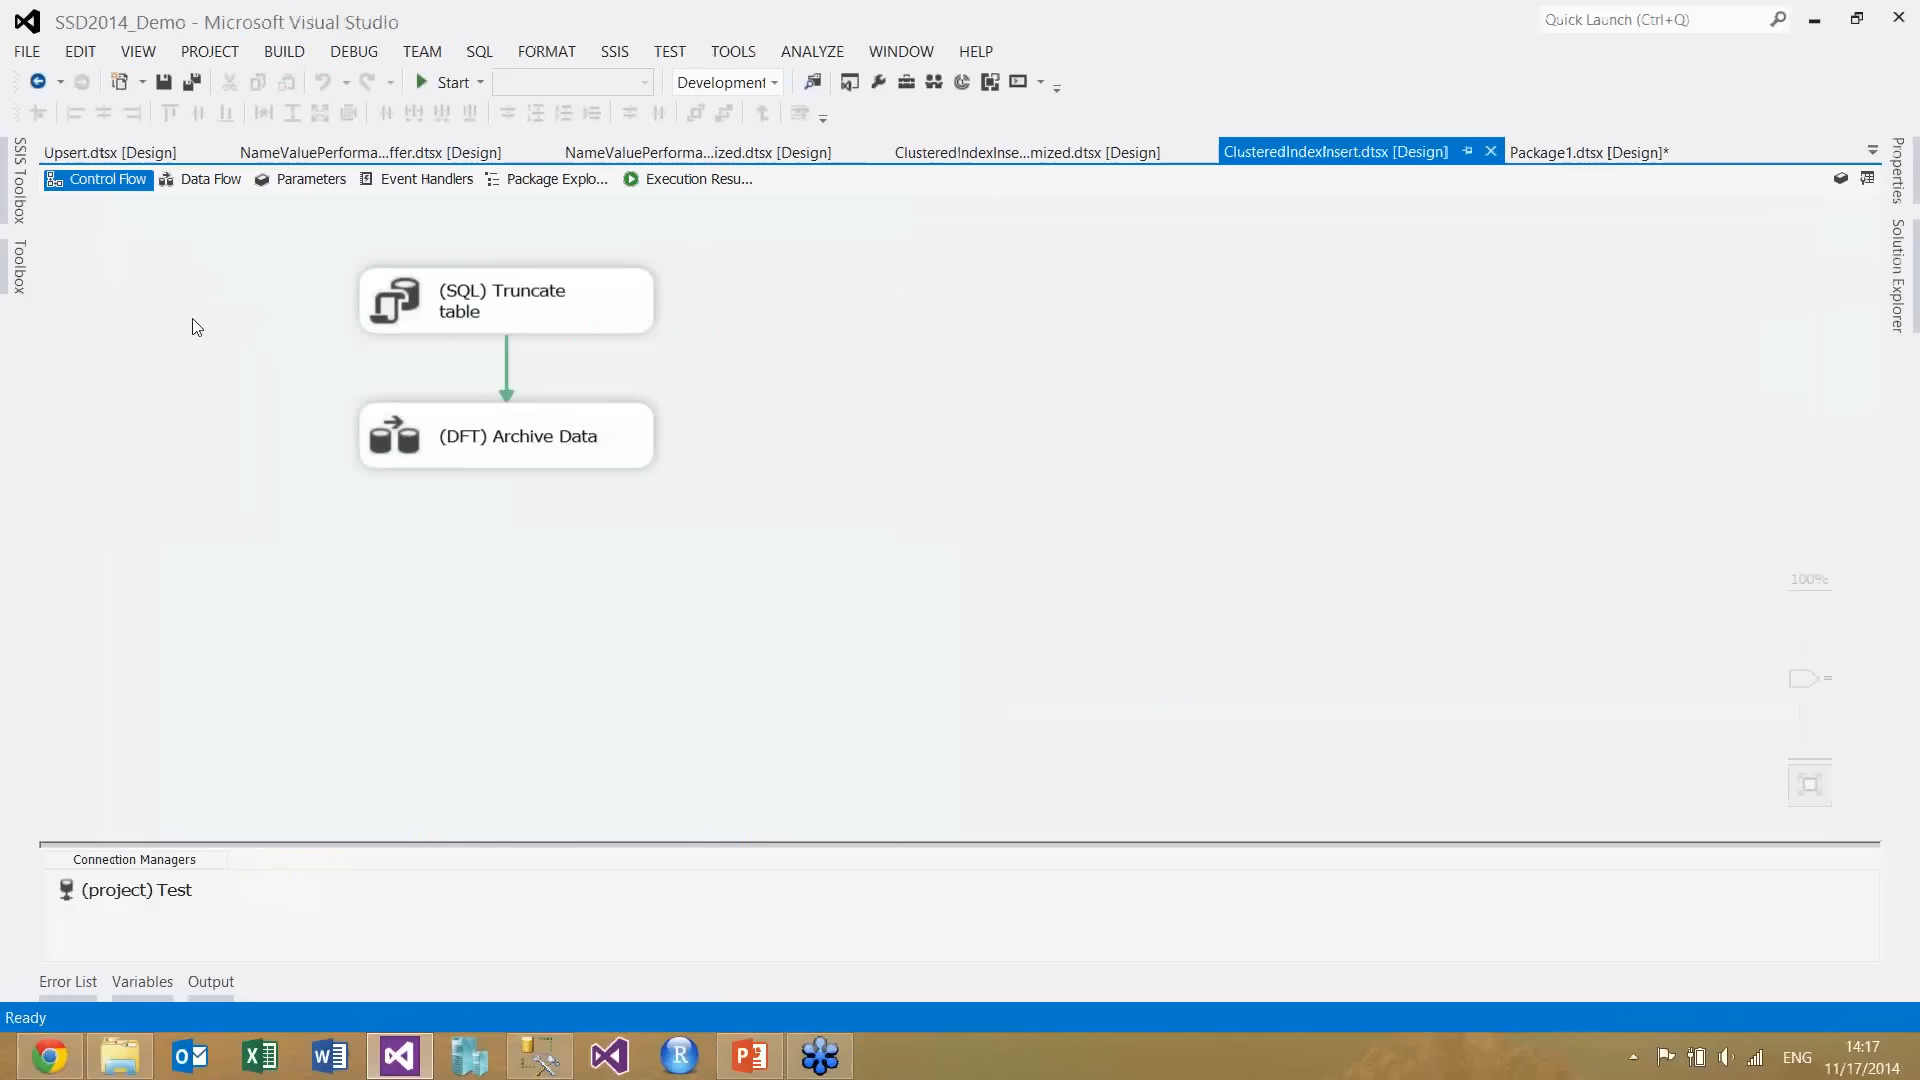 SSD2014_Demo - Microsoft Visual Studio
Quick Launch (Ctrl+Q)
FILE EDIT VIEW PROJECT BUILD DEBUG TEAM SQL FORMAT SSIS TEST TOOLS ANALYZE WINDOW HELP
Start Development
Upsert.dtsx [Design] NameValuePerforma...ffer.dtsx [Design] NameValuePerforma...ized.dtsx [Design] ClusteredIndexInse...mized.dtsx [Design] ClusteredIndexInsert.dtsx [Design] Package1.dtsx [Design]*
Control Flow Data Flow Parameters Event Handlers Package Explo... Execution Resu...
SSIS Toolbox
Toolbox
Properties
Solution Explorer
(SQL) Truncate
table
(DFT) Archive Data
100%
Connection Managers
(project) Test
Error List Variables Output
Ready
ENG
14:17
11/17/2014